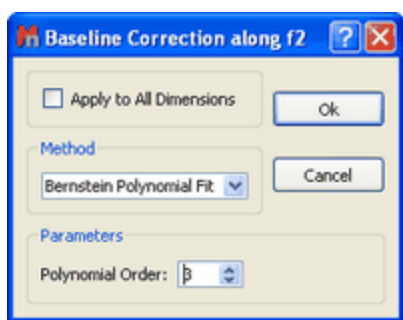 Baseline Correction along f2
Apply to All Dimensions
Ok
Method
Bernstein Polynomial Fit
Cancel
Parameters
Polynomial Order: 3